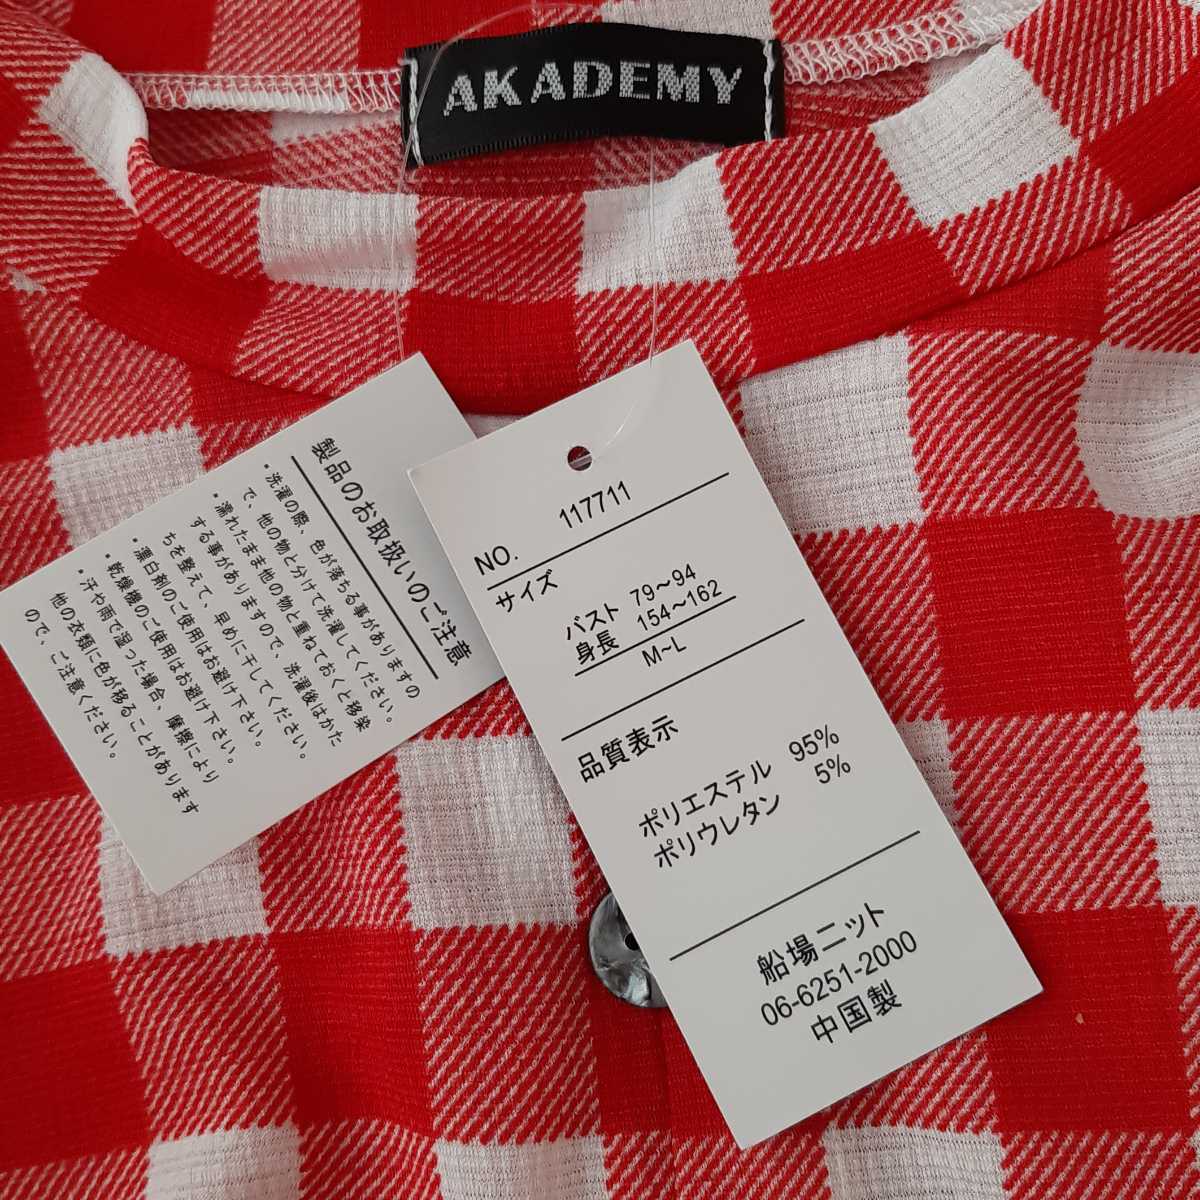 AKADEMY
製品のお取扱いのご注意
・洗濯の際、色が落ちる事がありますの
で、他の物と分けて洗濯してください。
・濡れたまま他の物と重ねておくと移染
する事がありますので、洗濯後はかた
ちを整えて、早めに干してください。
・漂白剤のご使用はお避け下さい。
・乾燥機のご使用はお避け下さい。
・汗や雨で湿った場合、摩擦により
他の衣類に色が移ることがあります
ので、ご注意ください。
NO. 117711
サイズ
バスト 79~94
身長 154~162
M~L
品質表示
ポリエステル 95%
ポリウレタン 5%
船場ニット
06-6251-2000
中国製